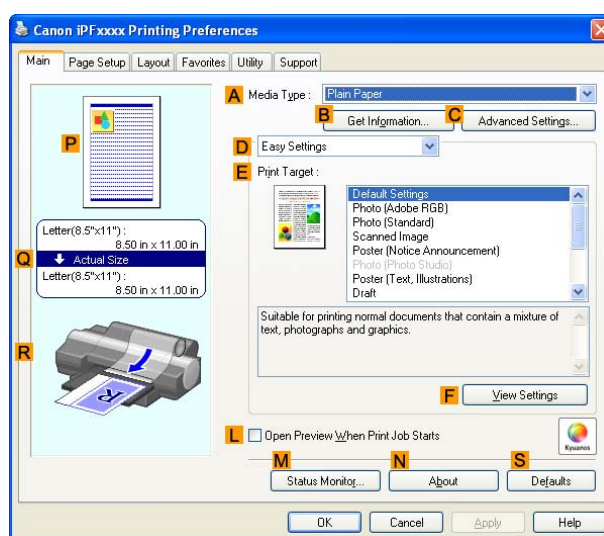 Canon iPFxxxx Printing Preferences
Main Page Setup Layout Favorites Utility Support
A Media Type : Plain Paper
B Get Information... C Advanced Settings...
D Easy Settings
E Print Target :
Default Settings
Photo (Adobe RGB)
Photo (Standard)
Scanned Image
Poster (Notice Announcement)
Photo (Photo Studio)
Poster (Text, Illustrations)
Draft
Suitable for printing normal documents that contain a mixture of
text, photographs and graphics.
F View Settings
P
Letter(8.5"x11") :
8.50 in x 11.00 in
Q Actual Size
Letter(8.5"x11") :
8.50 in x 11.00 in
R
R
L Open Preview When Print Job Starts
Kyuanos
M Status Monitor... N About S Defaults
OK Cancel Apply Help